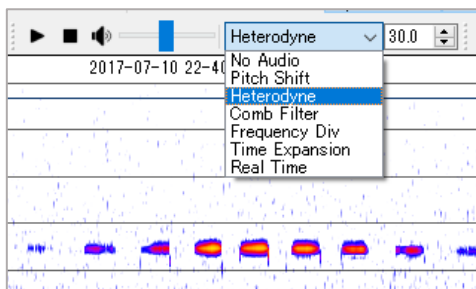 Heterodyne 30.0
2017-07-10 22-40
No Audio
Pitch Shift
Heterodyne
Comb Filter
Frequency Div
Time Expansion
Real Time